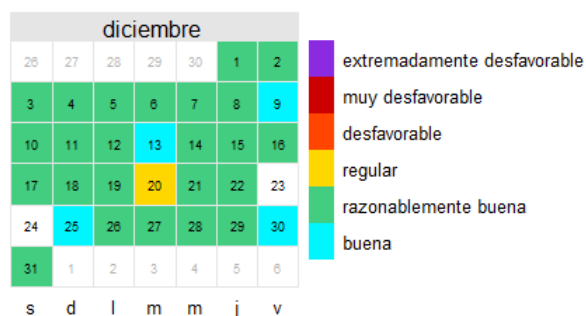 diciembre
26 27 28 29 30 1 2
3 4 5 6 7 8 9
10 11 12 13 14 15 16
17 18 19 20 21 22 23
24 25 26 27 28 29 30
31 1 2 3 4 5 6
s d l m m j v
extremadamente desfavorable
muy desfavorable
desfavorable
regular
razonablemente buena
buena